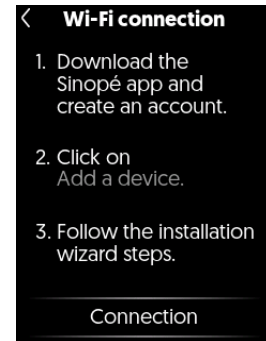 Wi-Fi connection
1. Download the
Sinopé app and
create an account.
2. Click on
Add a device.
3. Follow the installation
wizard steps.
Connection